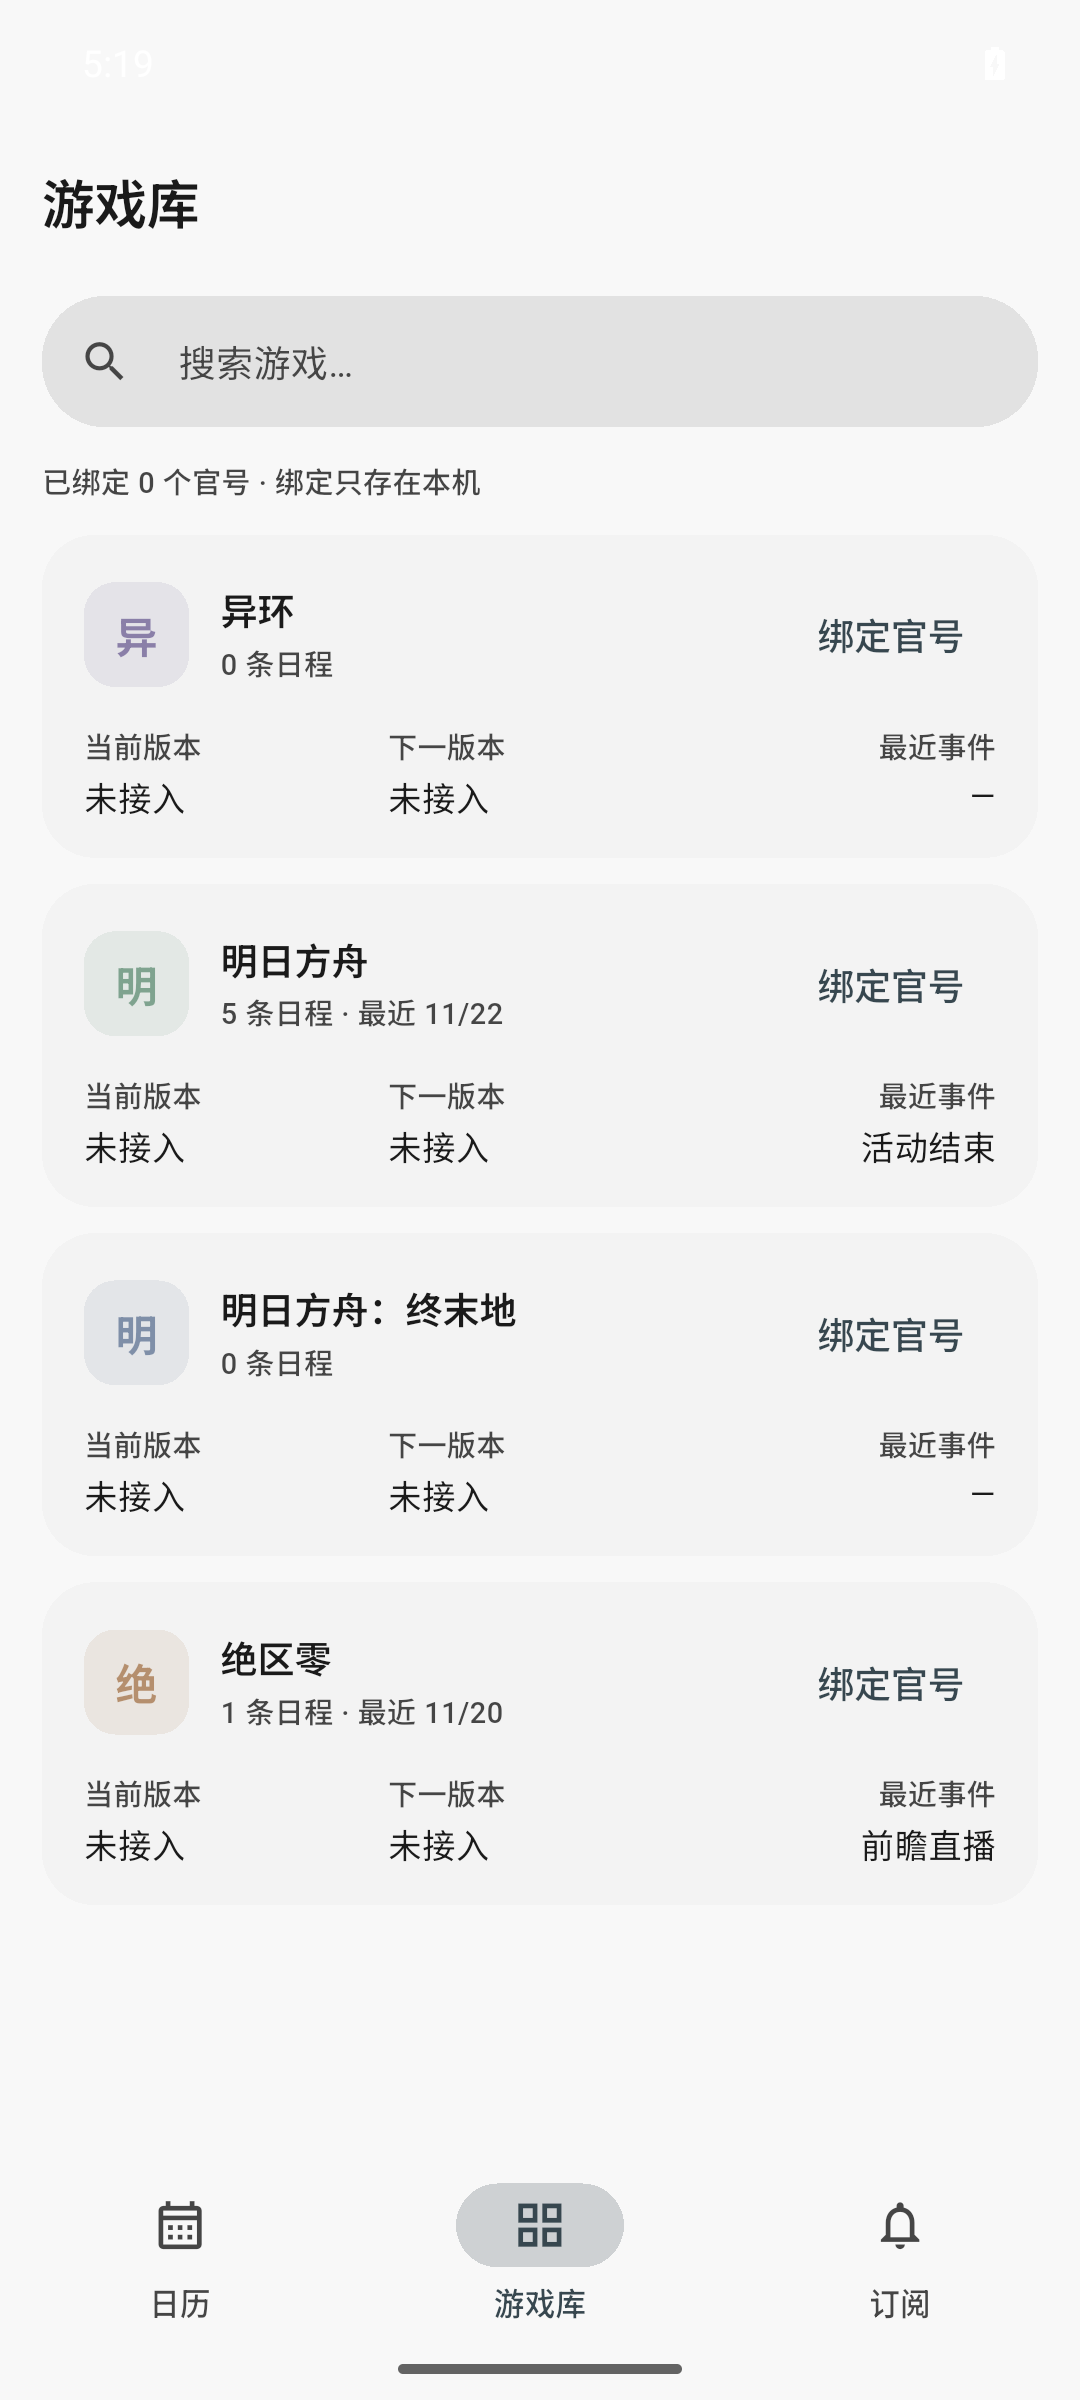 5:19
游戏库
搜索游戏...
已绑定 0 个官号 · 绑定只存在本机
异
异环
0 条日程
绑定官号
当前版本 下一版本 最近事件
未接入 未接入 —
明
明日方舟
5 条日程 · 最近 11/22
绑定官号
当前版本 下一版本 最近事件
未接入 未接入 活动结束
明
明日方舟：终末地
0 条日程
绑定官号
当前版本 下一版本 最近事件
未接入 未接入 —
绝
绝区零
1 条日程 · 最近 11/20
绑定官号
当前版本 下一版本 最近事件
未接入 未接入 前瞻直播
日历 游戏库 订阅